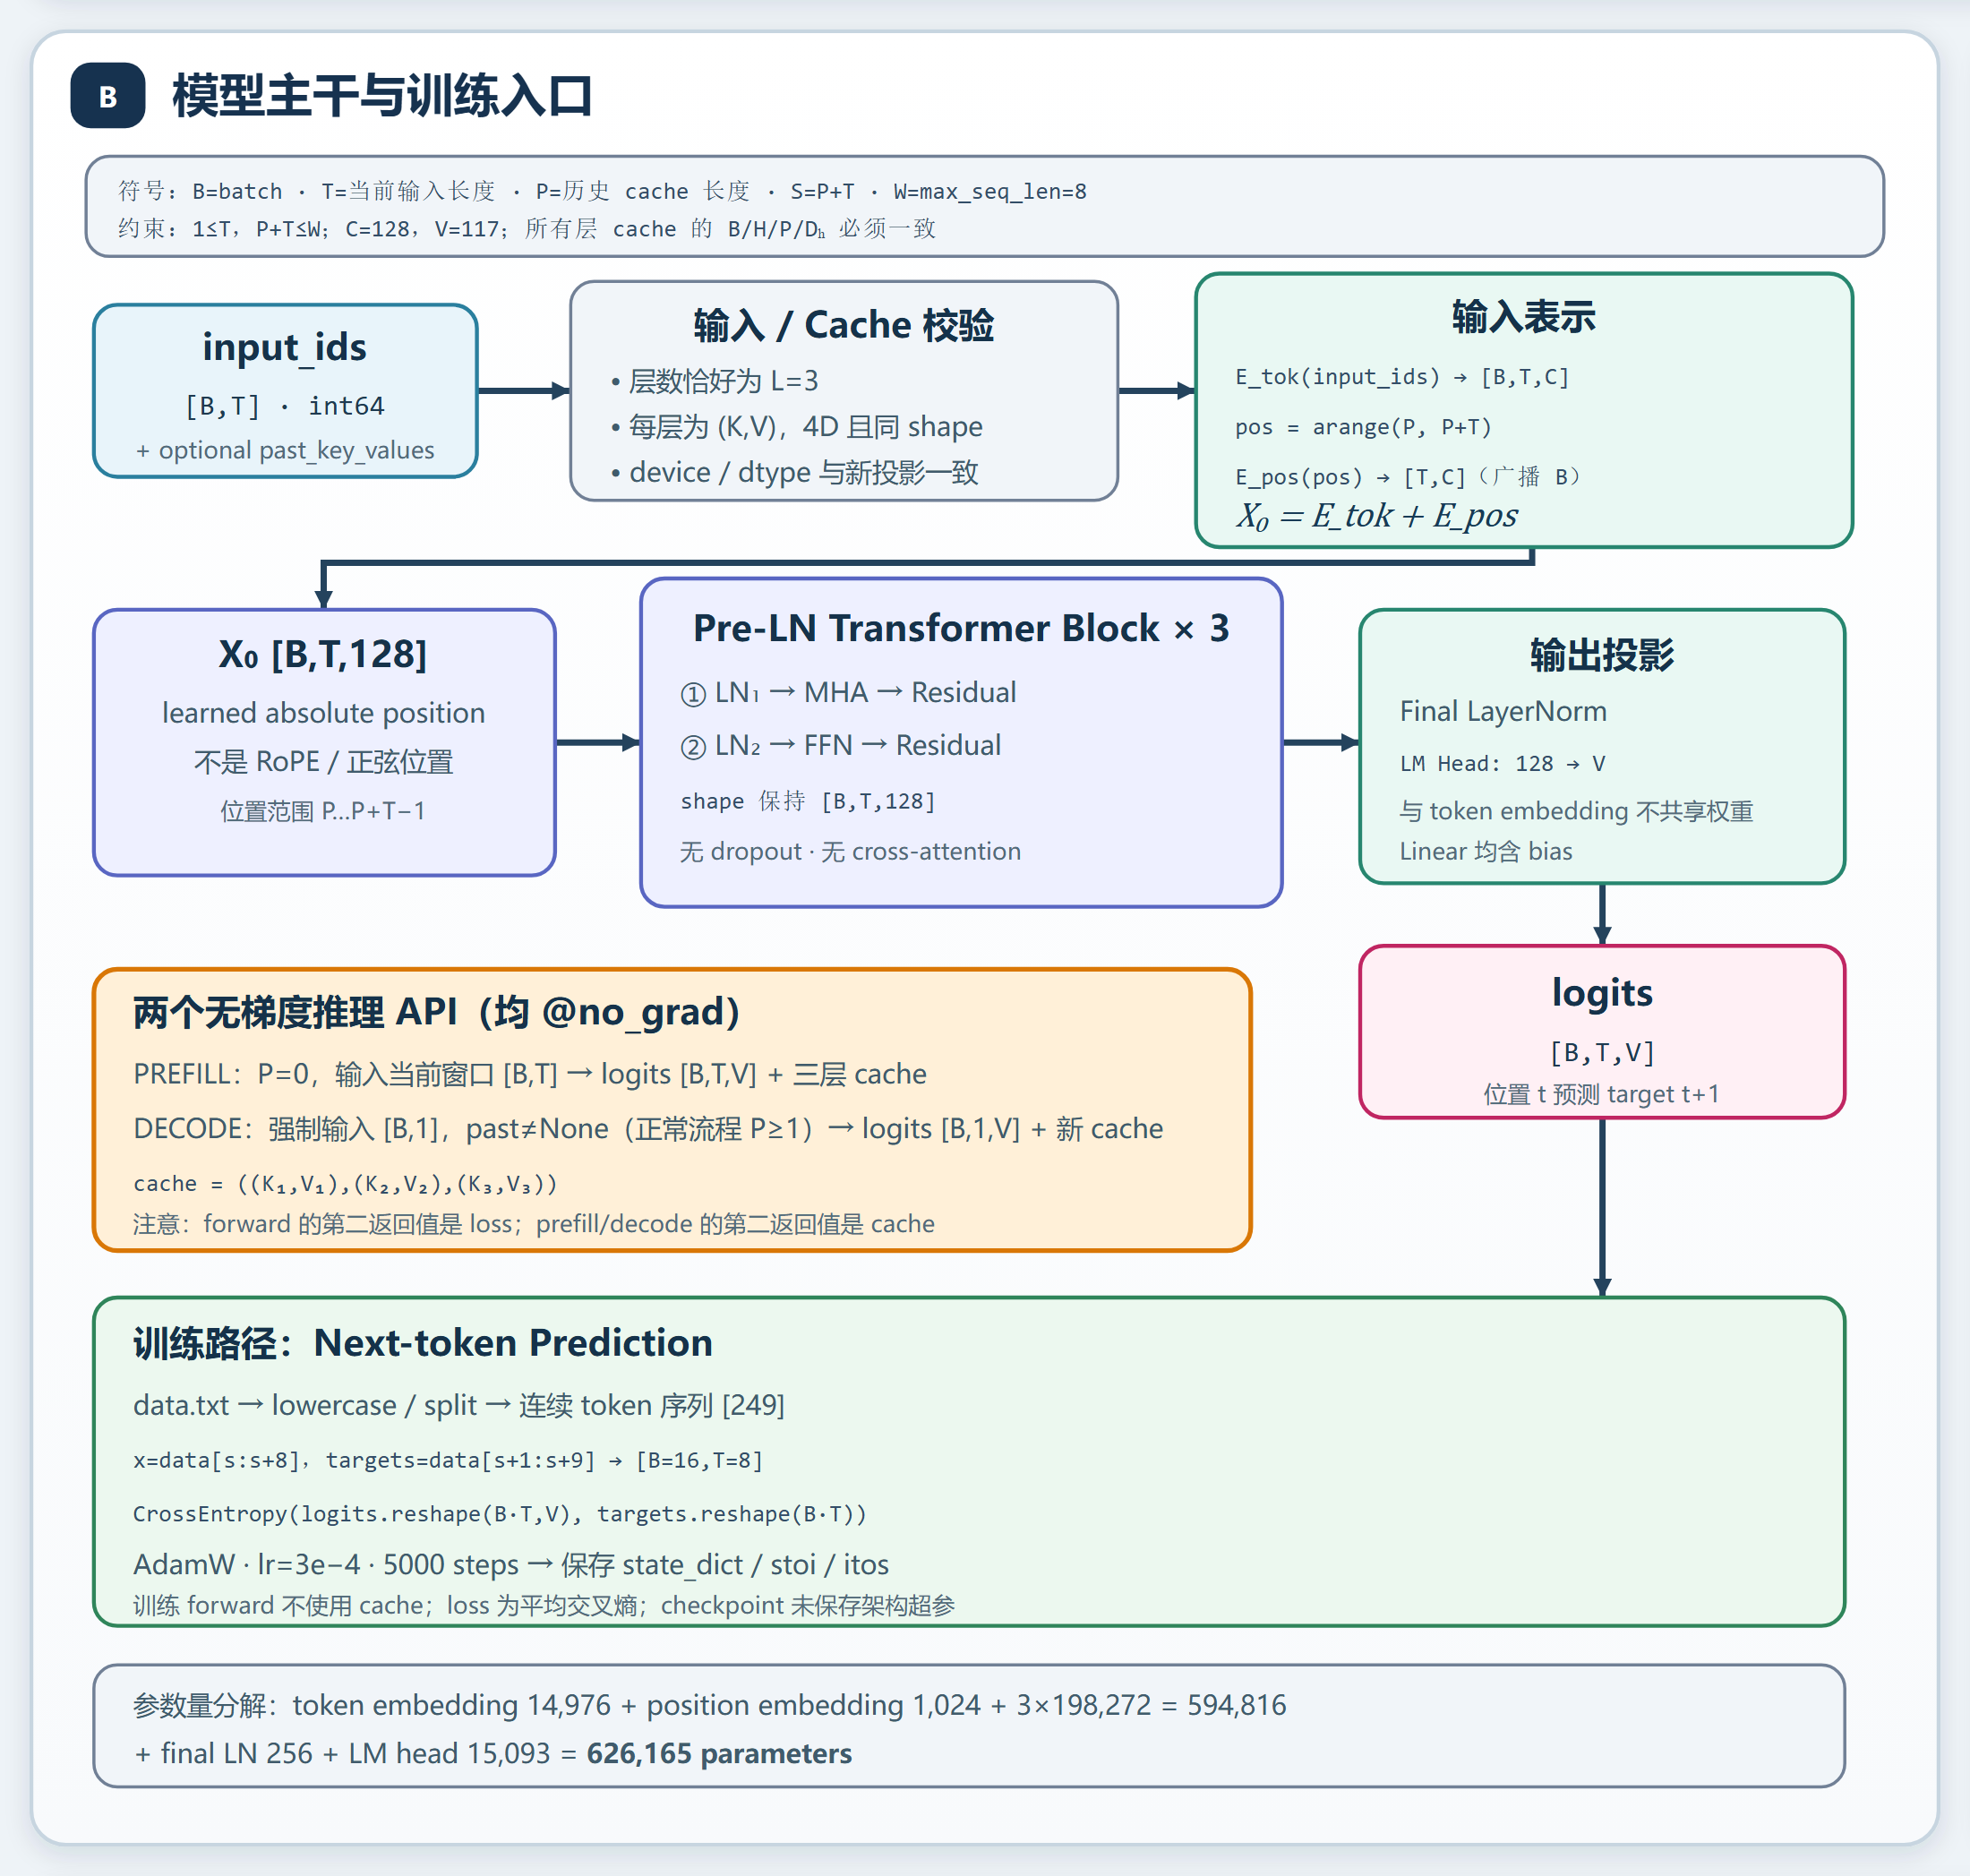 B 模型主干与训练入口
符号：B=batch · T=当前输入长度 · P=历史 cache 长度 · S=P+T · W=max_seq_len=8
约束：1≤T，P+T≤W；C=128，V=117；所有层 cache 的 B/H/P/Dₕ 必须一致
input_ids
[B,T] · int64
+ optional past_key_values
输入 / Cache 校验
• 层数恰好为 L=3
• 每层为 (K,V)，4D 且同 shape
• device / dtype 与新投影一致
输入表示
E_tok(input_ids) → [B,T,C]
pos = arange(P, P+T)
E_pos(pos) → [T,C]（广播 B）
X₀ = E_tok + E_pos
X₀ [B,T,128]
learned absolute position
不是 RoPE / 正弦位置
位置范围 P…P+T−1
Pre-LN Transformer Block × 3
① LN₁ → MHA → Residual
② LN₂ → FFN → Residual
shape 保持 [B,T,128]
无 dropout · 无 cross-attention
输出投影
Final LayerNorm
LM Head: 128 → V
与 token embedding 不共享权重
Linear 均含 bias
logits
[B,T,V]
位置 t 预测 target t+1
两个无梯度推理 API（均 @no_grad）
PREFILL：P=0，输入当前窗口 [B,T] → logits [B,T,V] + 三层 cache
DECODE：强制输入 [B,1]，past≠None（正常流程 P≥1）→ logits [B,1,V] + 新 cache
cache = ((K₁,V₁),(K₂,V₂),(K₃,V₃))
注意：forward 的第二返回值是 loss；prefill/decode 的第二返回值是 cache
训练路径：Next-token Prediction
data.txt → lowercase / split → 连续 token 序列 [249]
x=data[s:s+8]，targets=data[s+1:s+9] → [B=16,T=8]
CrossEntropy(logits.reshape(B·T,V), targets.reshape(B·T))
AdamW · lr=3e−4 · 5000 steps → 保存 state_dict / stoi / itos
训练 forward 不使用 cache；loss 为平均交叉熵；checkpoint 未保存架构超参
参数量分解：token embedding 14,976 + position embedding 1,024 + 3×198,272 = 594,816
+ final LN 256 + LM head 15,093 = 626,165 parameters